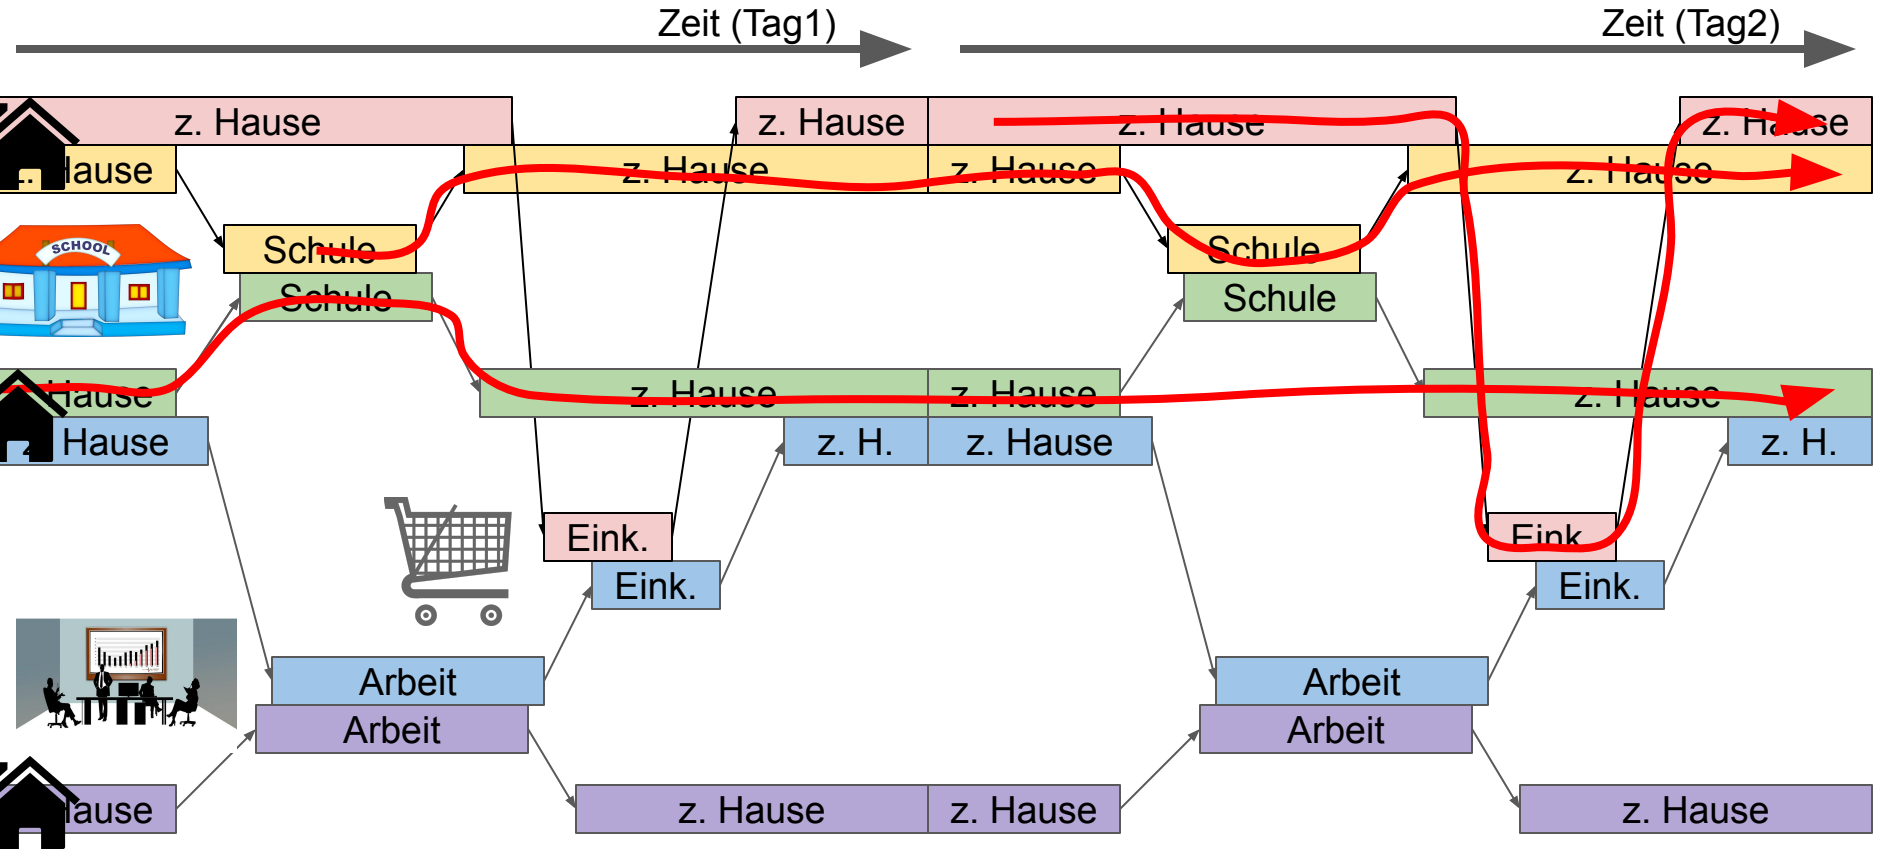 Zeit (Tag1)
Zeit (Tag2)
z. Hause
z. Hause
z. Hause
z. Hause
Hause
z. Hause
z. Hause
z. Hause
SCHOOL
Schule
Schule
Schule
Schule
Hause
z. Hause
z. Hause
z. Hause
Hause
z. H.
z. Hause
z. H.
Eink.
Eink
Eink.
Eink.
Arbeit
Arbeit
Arbeit
Arbeit
Hause
z. Hause
z. Hause
z. Hause